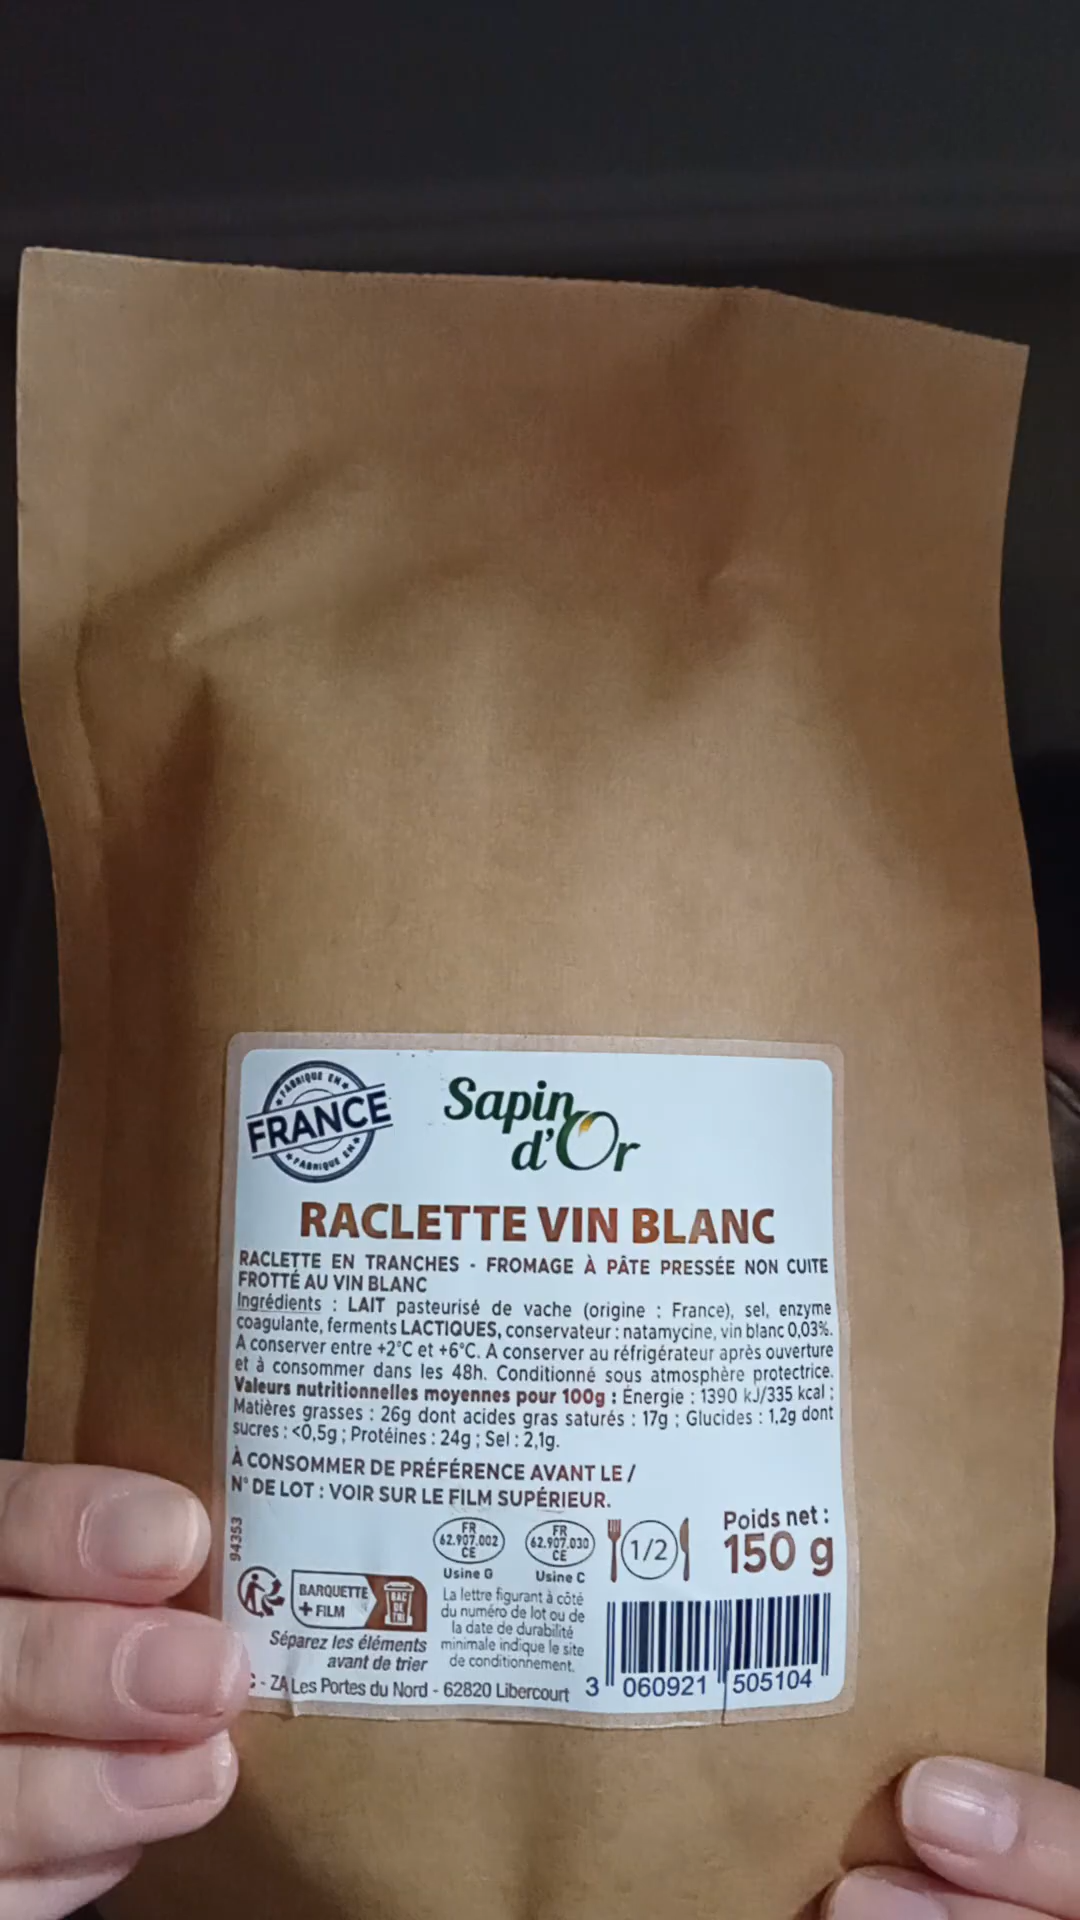 FABRIQUE EN
FRANCE
FABRIQUE EN
Sapin
d'Or
RACLETTE VIN BLANC
RACLETTE EN TRANCHES - FROMAGE À PÂTE PRESSÉE NON CUITE
FROTTÉ AU VIN BLANC
Ingrédients : LAIT pasteurisé de vache (origine : France), sel, enzyme
coagulante, ferments LACTIQUES, conservateur : natamycine, vin blanc 0,03%.
A conserver entre +2°C et +6°C. A conserver au réfrigérateur après ouverture
et à consommer dans les 48h. Conditionné sous atmosphère protectrice.
Valeurs nutritionnelles moyennes pour 100g : Énergie : 1390 kJ/335 kcal ;
Matières grasses : 26g dont acides gras saturés : 17g ; Glucides : 1,2g dont
sucres : <0,5g ; Protéines : 24g ; Sel : 2,1g.
À CONSOMMER DE PRÉFÉRENCE AVANT LE /
N° DE LOT : VOIR SUR LE FILM SUPÉRIEUR.
94353
FR
62.907.002
CE
Usine G
FR
62.907.030
CE
Usine C
1/2
Poids net :
150 g
BARQUETTE
+ FILM
BAC
DE
TRI
Séparez les éléments
avant de trier
La lettre figurant à côté
du numéro de lot ou de
la date de durabilité
minimale indique le site
de conditionnement.
- ZA Les Portes du Nord - 62820 Libercourt
3 060921 505104